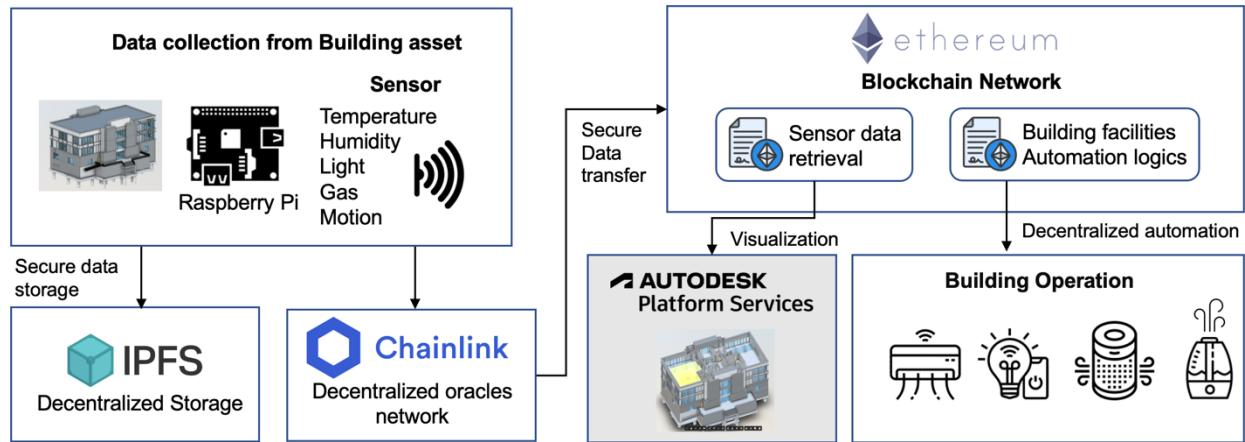 Data collection from Building asset
Sensor
Temperature
Humidity
Light
Gas
Motion
Raspberry Pi
Secure data
storage
IPFS
Decentralized Storage
Chainlink
Decentralized oracles
network
Secure
Data
transfer
ethereum
Blockchain Network
Sensor data
retrieval
Building facilities
Automation logics
Visualization
Decentralized automation
AUTODESK
Platform Services
Building Operation